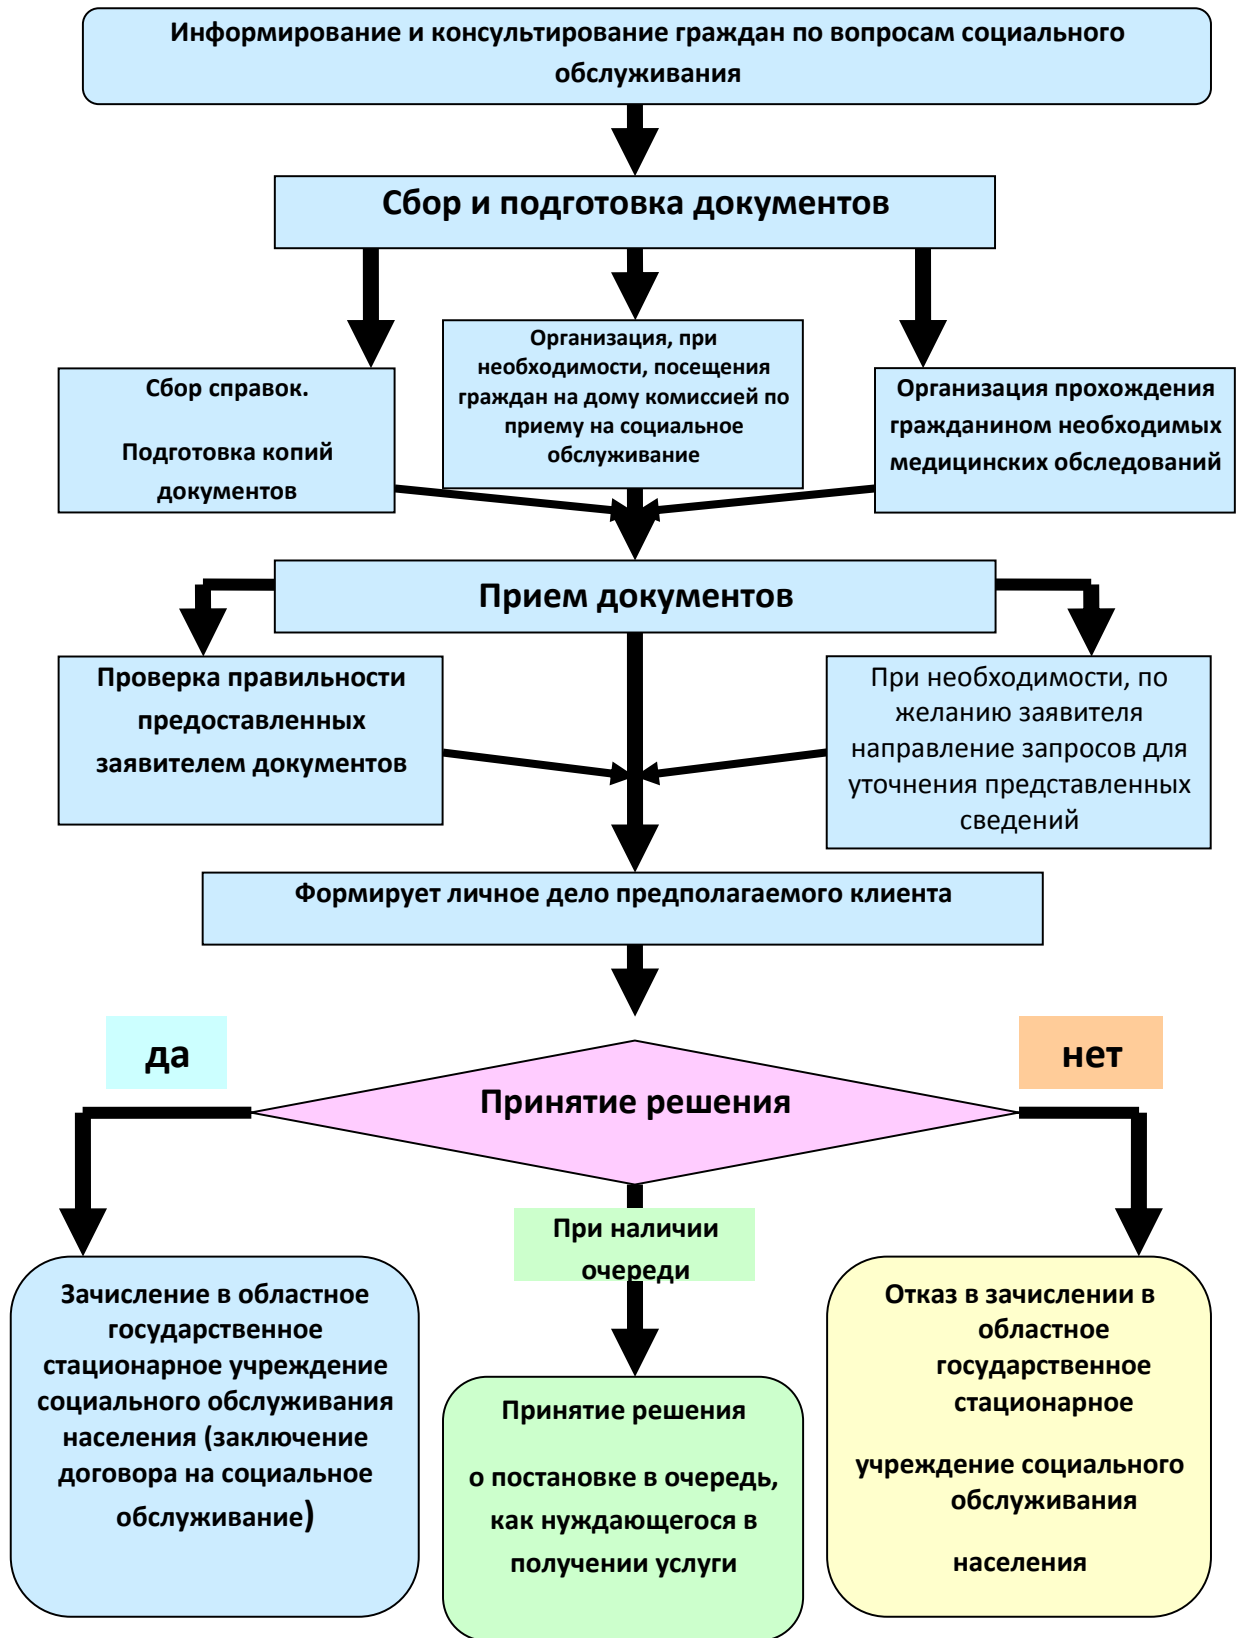 Информирование и консультирование граждан по вопросам социального
обслуживания
Сбор и подготовка документов
Сбор справок.
Подготовка копий
документов
Организация, при
необходимости, посещения
граждан на дому комиссией по
приему на социальное
обслуживание
Организация прохождения
гражданином необходимых
медицинских обследований
Прием документов
Проверка правильности
предоставленных
заявителем документов
При необходимости, по
желанию заявителя
направление запросов для
уточнения представленных
сведений
Формирует личное дело предполагаемого клиента
да
нет
Принятие решения
При наличии
очереди
Зачисление в областное
государственное
стационарное учреждение
социального обслуживания
населения (заключение
договора на социальное
обслуживание)
Принятие решения
о постановке в очередь,
как нуждающегося в
получении услуги
Отказ в зачислении в
областное
государственное
стационарное
учреждение социального
обслуживания
населения